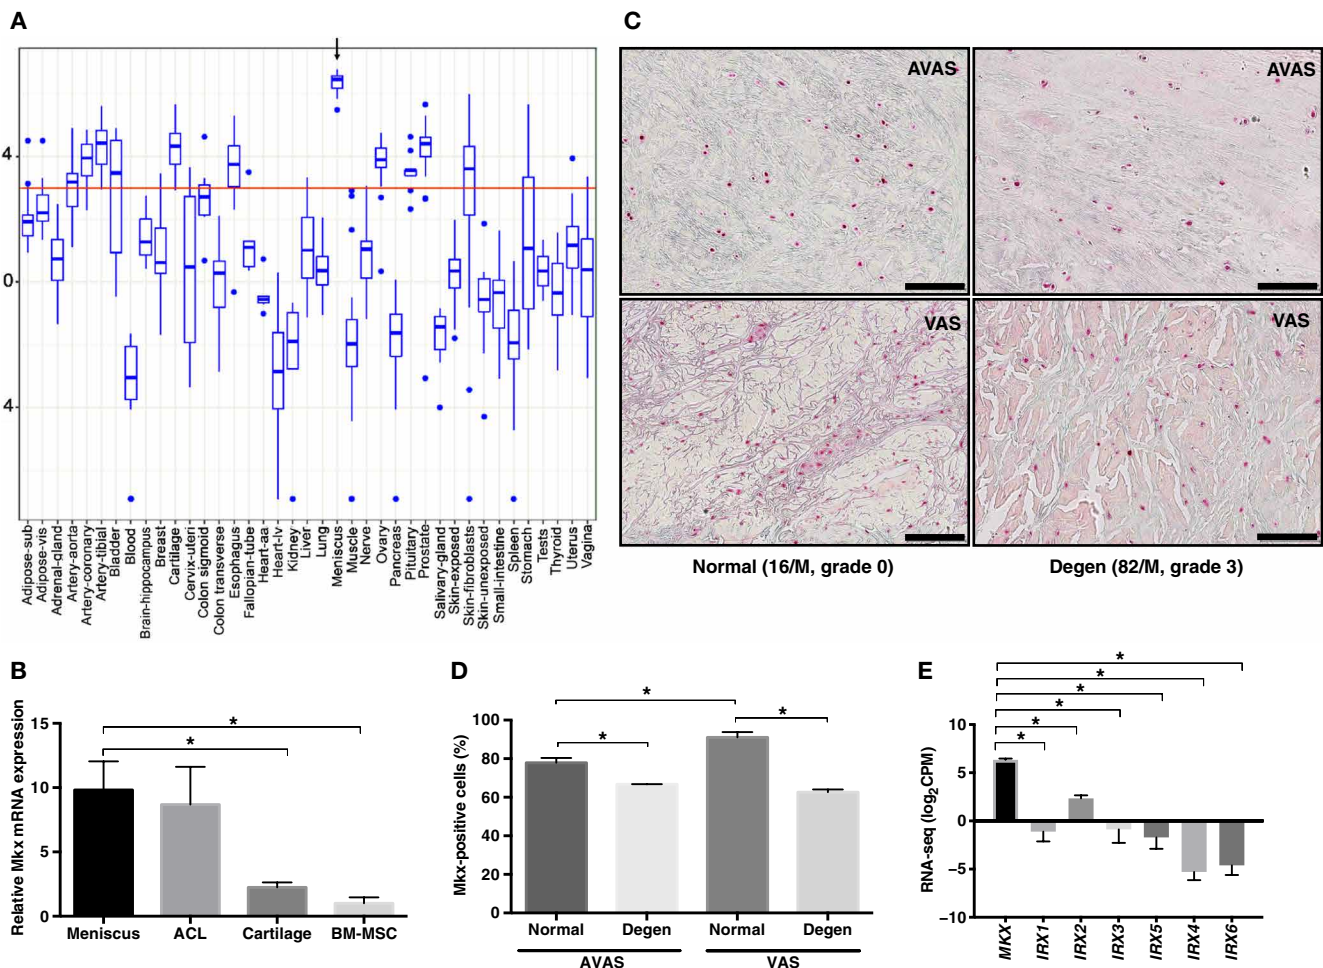 A
4
0
4
Adipose-sub
Adipose-vis
Adrenal-gland
Artery-aorta
Artery-coronary
Artery-tibial
Bladder
Blood
Brain-hippocampus
Breast
Cartilage
Cervix-uteri
Colon sigmoid
Colon transverse
Esophagus
Fallopian-tube
Heart-aa
Heart-lv
Kidney
Liver
Lung
Meniscus
Muscle
Nerve
Ovary
Pancreas
Pituitary
Prostate
Salivary-gland
Skin-exposed
Skin-fibroblasts
Skin-unexposed
Small-intestine
Spleen
Stomach
Tests
Thyroid
Uterus
Vagina
C
AVAS
AVAS
VAS
VAS
Normal (16/M, grade 0)
Degen (82/M, grade 3)
B
Relative Mkx mRNA expression
15
10
5
0
*
*
Meniscus
ACL
Cartilage
BM-MSC
D
Mkx-positive cells (%)
100
80
60
40
20
0
*
*
*
Normal
Degen
Normal
Degen
AVAS
VAS
E
RNA-seq (log2CPM)
10
5
0
−5
−10
*
*
*
*
*
*
MKX
IRX1
IRX2
IRX3
IRX5
IRX4
IRX6